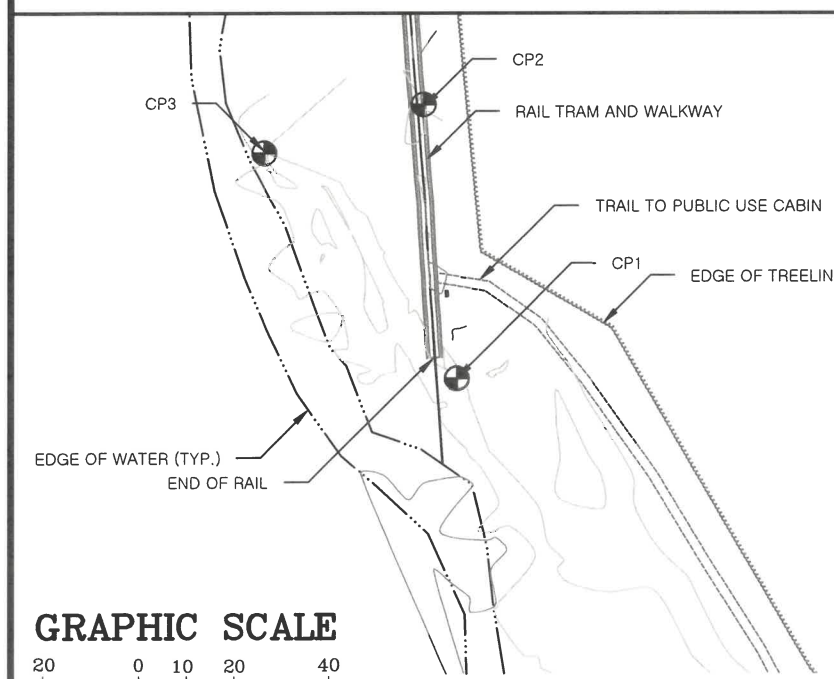 CP2
CP3
RAIL TRAM AND WALKWAY
TRAIL TO PUBLIC USE CABIN
CP1
EDGE OF TREELIN
EDGE OF WATER (TYP.)
END OF RAIL
GRAPHIC SCALE
20 0 10 20 40